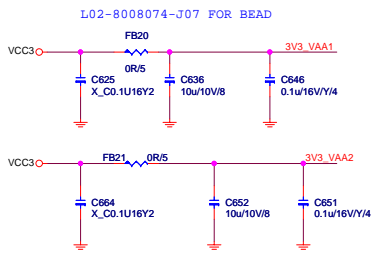 L02-8008074-J07 FOR BEAD
VCC3
FB20
0R/5
3V3_VAA1
C625
X_C0.1U16Y2
C636
10u/10V/8
C646
0.1u/16V/Y/4
VCC3
FB21
0R/5
3V3_VAA2
C664
X_C0.1U16Y2
C652
10u/10V/8
C651
0.1u/16V/Y/4